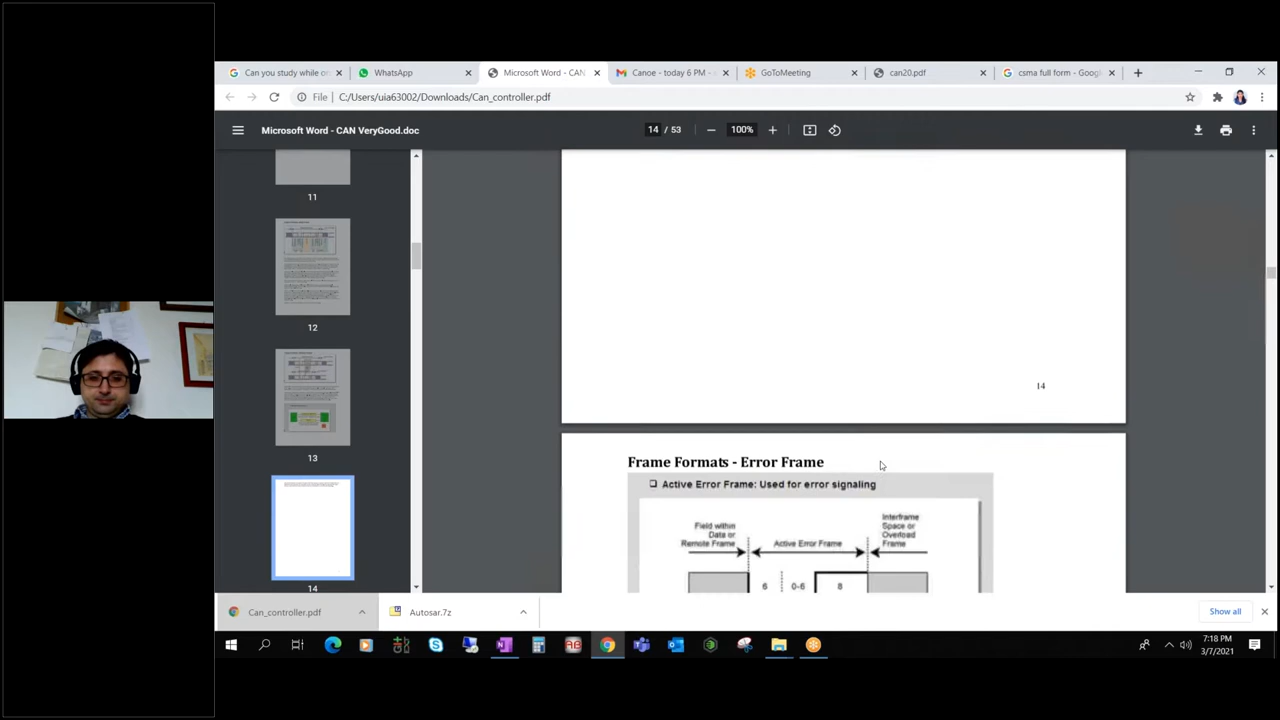 Can you study while on
WhatsApp
Microsoft Word - CAN
Canoe - today 6 PM -
GoToMeeting
can20.pdf
csma full form - Goog
File
C:/Users/uia63002/Downloads/Can_controller.pdf
Microsoft Word - CAN VeryGood.doc
14 / 53
100%
11
12
13
14
14
Frame Formats - Error Frame
Active Error Frame: Used for error signaling
Field within
Data or
Remote Frame
Active Error Frame
Interframe
Space or
Overload
Frame
6 0-6 8
Can_controller.pdf
Autosar.7z
Show all
7:18 PM
3/7/2021